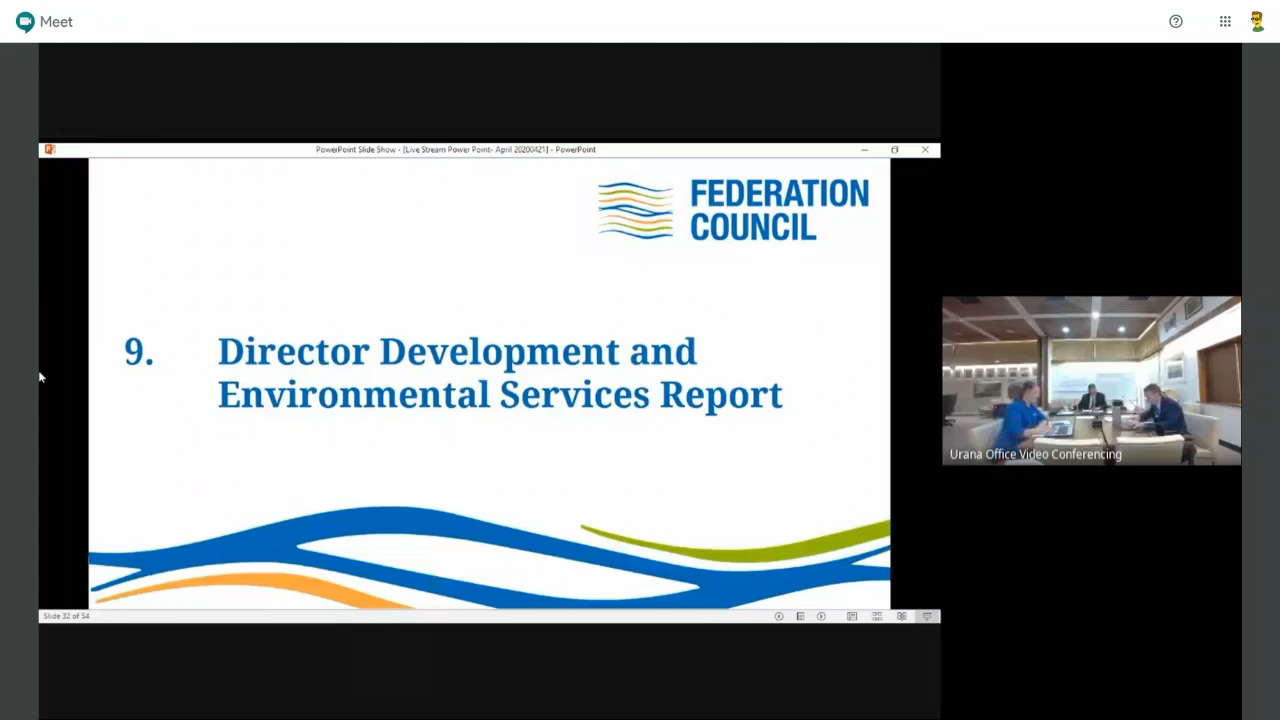 Meet
PowerPoint Slide Show - [Live Stream Power Point- April 20200421] - PowerPoint
FEDERATION
COUNCIL
9. Director Development and
Environmental Services Report
Urana Office Video Conferencing
Slide 32 of 54